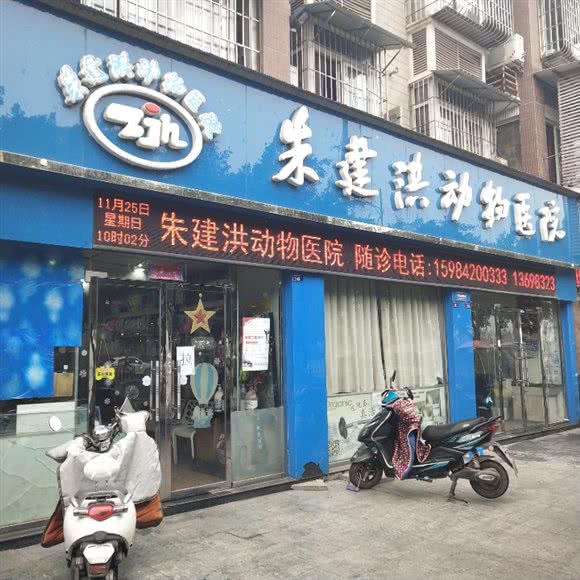 朱建洪动物医院
zjh
朱建洪动物医院
11月25日
星期日
10时02分
朱建洪动物医院 随诊电话:15984200333 13698323
Organic